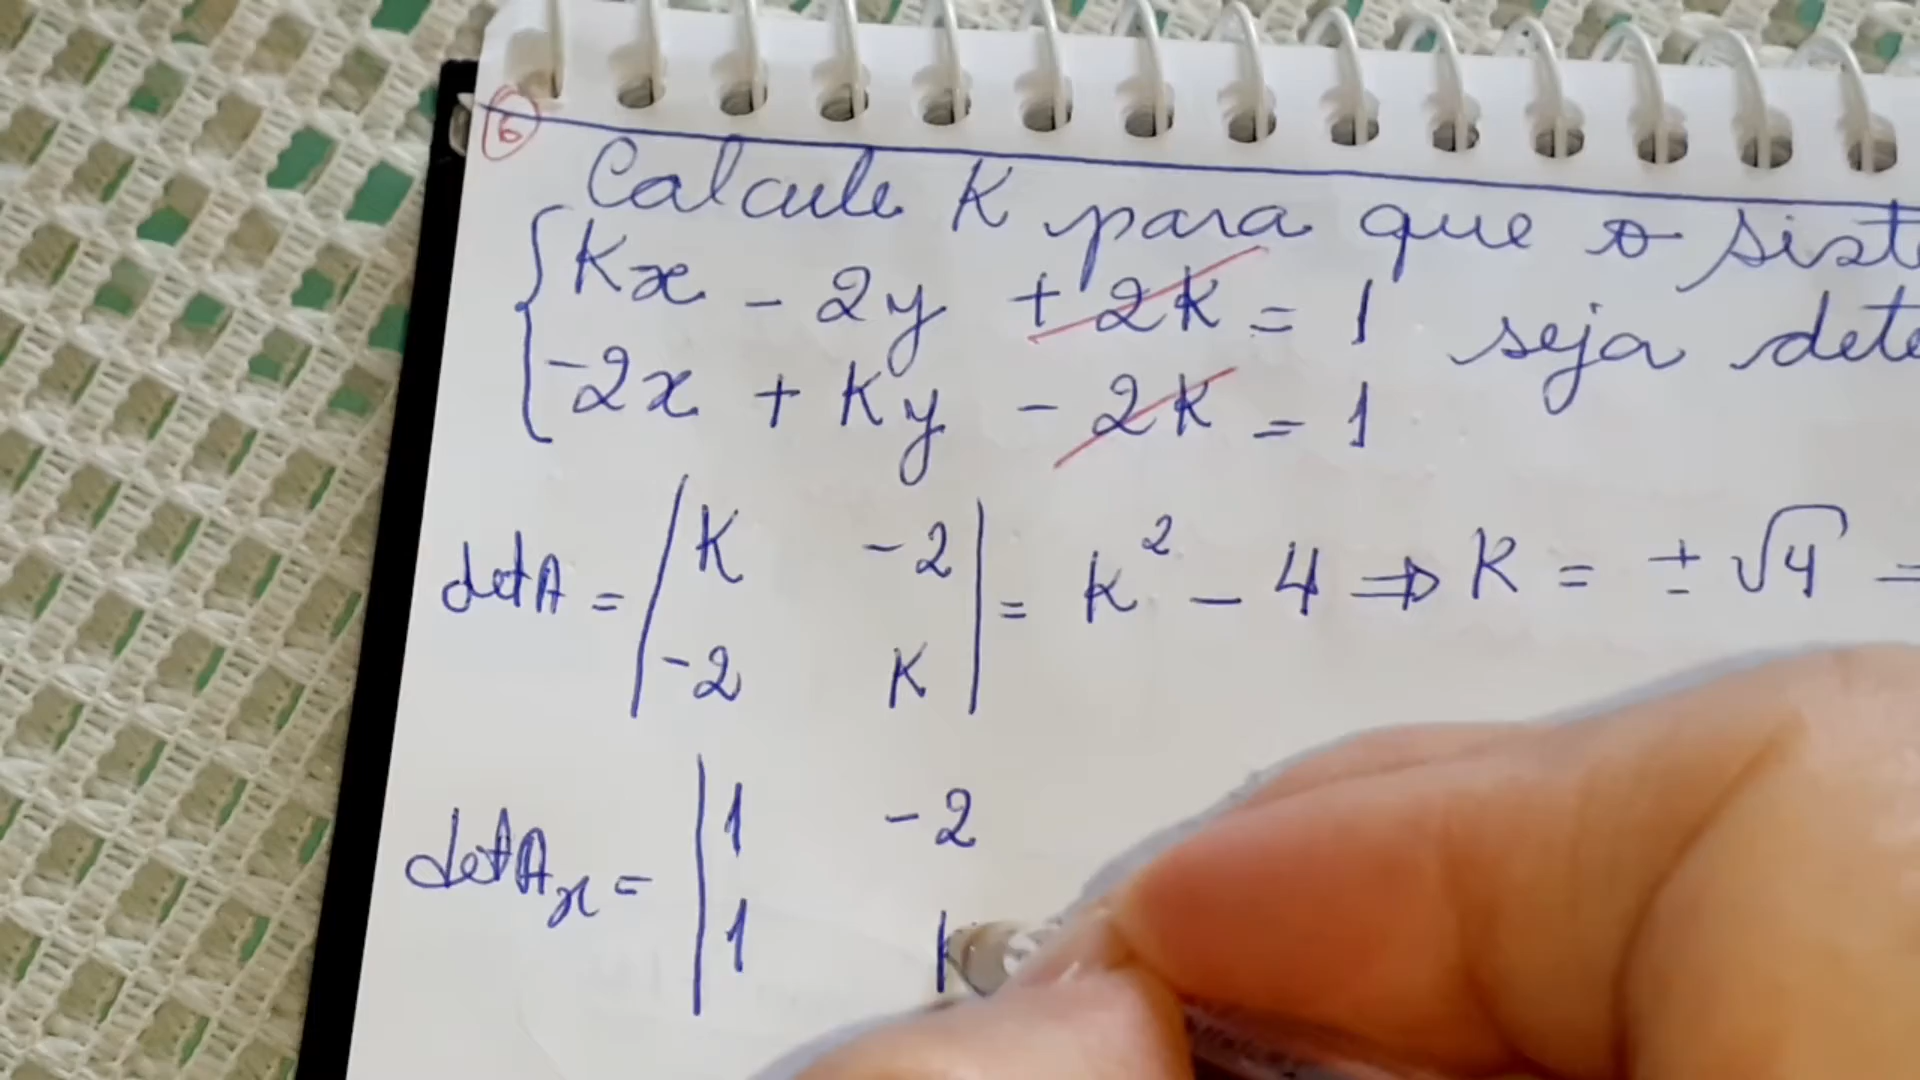 6
Calcule K para que o sist
Kx - 2y + 2K = 1 seja dete
-2x + Ky - 2K = 1
detA = | K -2 | = K² - 4 ⇒ K = ± √4 =
-2 K
detAx = | 1 -2
1 K